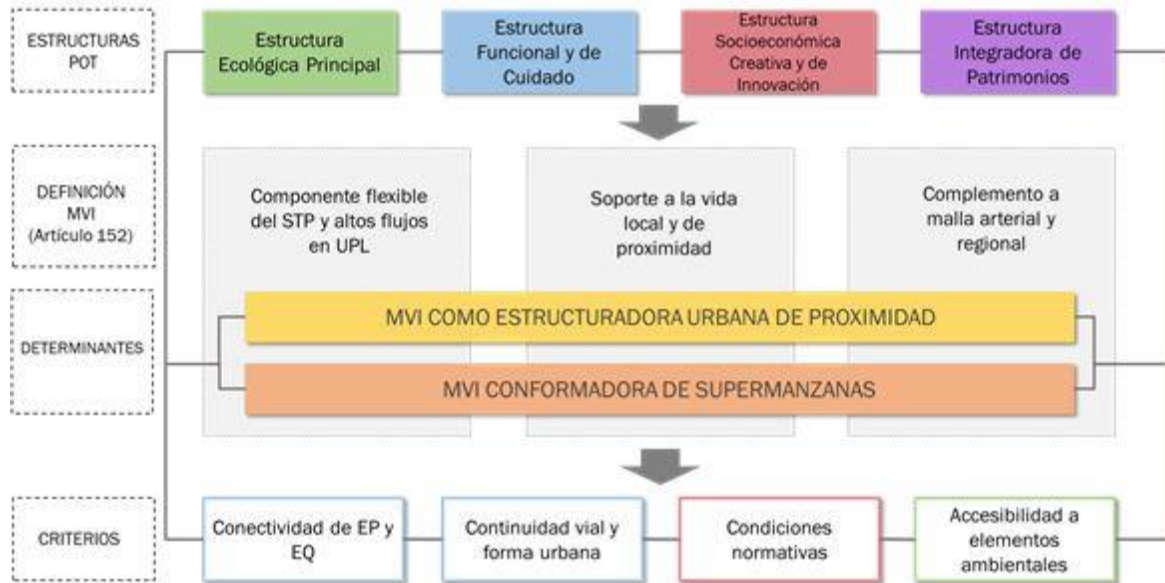 ESTRUCTURAS
POT
Estructura
Ecológica Principal
Estructura
Funcional y de
Cuidado
Estructura
Socioeconómica
Creativa y de
Innovación
Estructura
Integradora de
Patrimonios
DEFINICIÓN
MVI
(Artículo 152)
Componente flexible
del STP y altos flujos
en UPL
Soporte a la vida
local y de
proximidad
Complemento a
malla arterial y
regional
DETERMINANTES
MVI COMO ESTRUCTURADORA URBANA DE PROXIMIDAD
MVI CONFORMADORA DE SUPERMANZANAS
CRITERIOS
Conectividad de EP y
EQ
Continuidad vial y
forma urbana
Condiciones
normativas
Accesibilidad a
elementos
ambientales